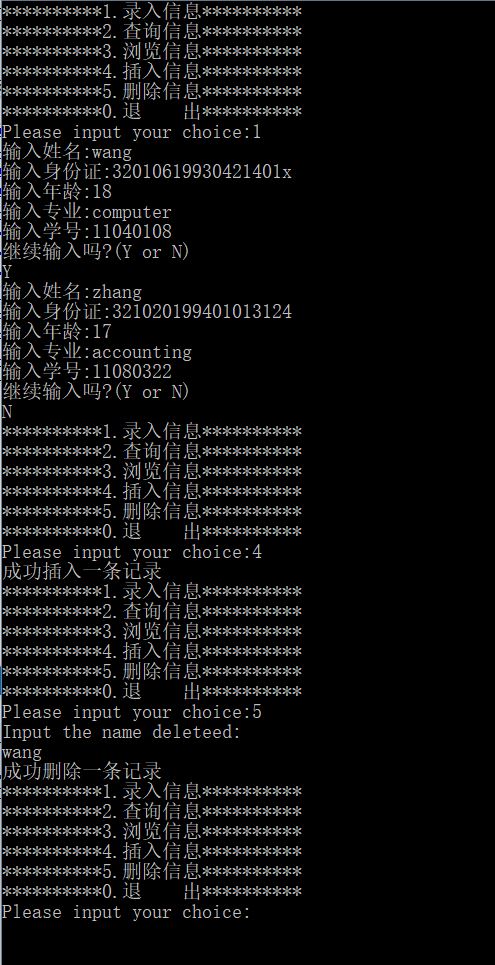 **********1.录入信息**********
**********2.查询信息**********
**********3.浏览信息**********
**********4.插入信息**********
**********5.删除信息**********
**********0.退    出**********
Please input your choice:1
输入姓名:wang
输入身份证:32010619930421401x
输入年龄:18
输入专业:computer
输入学号:11040108
继续输入吗?(Y or N)
Y
输入姓名:zhang
输入身份证:321020199401013124
输入年龄:17
输入专业:accounting
输入学号:11080322
继续输入吗?(Y or N)
N
**********1.录入信息**********
**********2.查询信息**********
**********3.浏览信息**********
**********4.插入信息**********
**********5.删除信息**********
**********0.退    出**********
Please input your choice:4
成功插入一条记录
**********1.录入信息**********
**********2.查询信息**********
**********3.浏览信息**********
**********4.插入信息**********
**********5.删除信息**********
**********0.退    出**********
Please input your choice:5
Input the name deleteed:
wang
成功删除一条记录
**********1.录入信息**********
**********2.查询信息**********
**********3.浏览信息**********
**********4.插入信息**********
**********5.删除信息**********
**********0.退    出**********
Please input your choice: